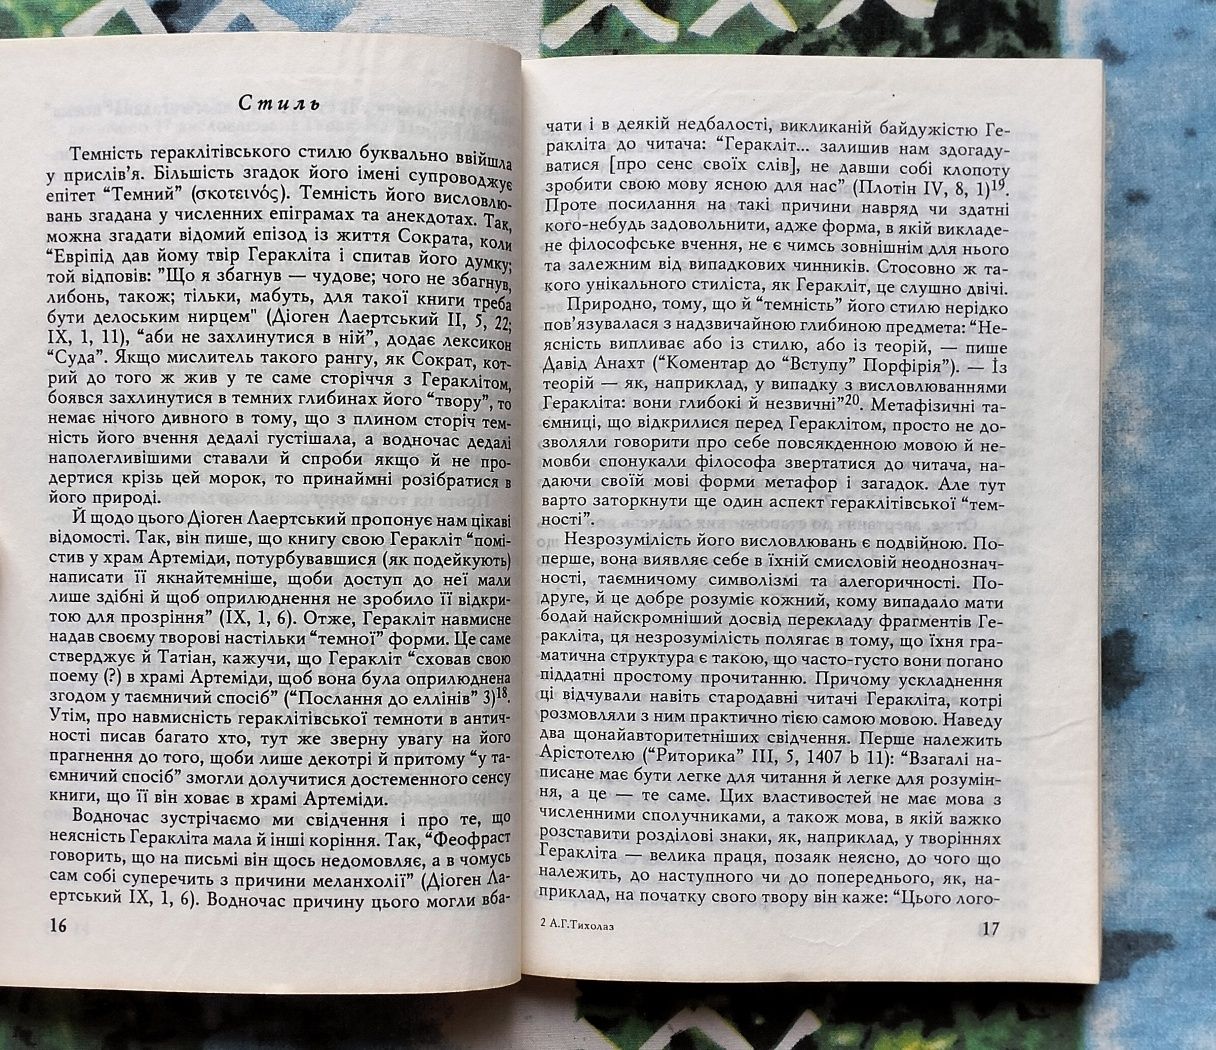 Стиль
Темність гераклітівського стилю буквально ввійшла
у прислів’я. Більшість згадок його імені супроводжує
епітет “Темний” (σκοτεινός). Темність його висловлю-
вань згадана у численних епіграмах та анекдотах. Так,
можна згадати відомий епізод із життя Сократа, коли
“Евріпід дав йому твір Геракліта і спитав його думку;
той відповів: "Що я збагнув — чудове; чого не збагнув,
либонь, також; тільки, мабуть, для такої книги треба
бути делоським нирцем" (Діоген Лаертський II, 5, 22;
IX, 1, 11), “аби не захлинутися в ній”, додає лексикон
“Суда”. Якщо мислитель такого рангу, як Сократ, кот-
рий до того ж жив у те саме сторіччя з Гераклітом,
боявся захлинутися в темних глибинах його “твору”, то
немає нічого дивного в тому, що з плином сторіч тем-
ність його вчення дедалі густішала, а водночас дедалі
наполегливішими ставали й спроби якщо й не про-
дертися крізь цей морок, то принаймні розібратися в
його природі.
Й щодо цього Діоген Лаертський пропонує нам цікаві
відомості. Так, він пише, що книгу свою Геракліт “помі-
стив у храм Артеміди, потурбувавшися (як подейкують)
написати її якнайтемніше, щоби доступ до неї мали
лише здібні й щоб оприлюднення не зробило її відкри-
тою для прозріння” (IX, 1, 6). Отже, Геракліт навмисне
надав своєму творові настільки “темної” форми. Це саме
стверджує й Татіан, кажучи, що Геракліт “сховав свою
поему (?) в храмі Артеміди, щоб вона була оприлюднена
згодом у таємничий спосіб” (“Послання до еллінів” 3)18.
Утім, про навмисність гераклітівської темноти в антич-
ності писав багато хто, тут же зверну увагу на його
прагнення до того, щоби лише декотрі й притому “у та-
ємничий спосіб” змогли долучитися достеменного сенсу
книги, що її він ховає в храмі Артеміди.
Водночас зустрічаємо ми свідчення і про те, що
неясність Геракліта мала й інші коріння. Так, “Феофраст
говорить, що на письмі він щось недомовляє, а в чомусь
сам собі суперечить з причини меланхолії” (Діоген Ла-
ертський IX, 1, 6). Водночас причину цього могли вба-
16
чати і в деякій недбалості, викликаній байдужістю Ге-
ракліта до читача: “Геракліт... залишив нам здогаду-
ватися [про сенс своїх слів], не давши собі клопоту
зробити свою мову ясною для нас” (Плотін IV, 8, 1)19.
Проте посилання на такі причини навряд чи здатні
кого-небудь задовольнити, адже форма, в якій викладе-
не філософське вчення, не є чимсь зовнішнім для нього
та залежним від випадкових чинників. Стосовно ж та-
кого унікального стиліста, як Геракліт, це слушно двічі.
Природно, тому, що й “темність” його стилю нерідко
пов’язувалася з надзвичайною глибиною предмета: “Не-
ясність випливає або із стилю, або із теорій, — пише
Давід Анахт (“Коментар до “Вступу” Порфірія”). — Із
теорій — як, наприклад, у випадку з висловлюваннями
Геракліта: вони глибокі й незвичні”20. Метафізичні та-
ємниці, що відкрилися перед Гераклітом, просто не до-
зволяли говорити про себе повсякденною мовою й не-
мовби спонукали філософа звертатися до читача, на-
даючи своїй мові форми метафор і загадок. Але тут
варто заторкнути ще один аспект гераклітівської “тем-
ності”.
Незрозумілість його висловлювань є подвійною. По-
перше, вона виявляє себе в їхній смисловій неоднознач-
ності, таємничому символізмі та алегоричності. По-
друге, й це добре розуміє кожний, кому випадало мати
бодай найскромніший досвід перекладу фрагментів Ге-
ракліта, ця незрозумілість полягає в тому, що їхня гра-
матична структура є такою, що часто-густо вони погано
піддатні простому прочитанню. Причому ускладнення
ці відчували навіть стародавні читачі Геракліта, котрі
розмовляли з ним практично тією самою мовою. Наведу
два щонайавторитетніших свідчення. Перше належить
Арістотелю (“Риторика” III, 5, 1407 b 11): “Взагалі на-
писане має бути легке для читання й легке для розумін-
ня, а це — те саме. Цих властивостей не має мова з
численними сполучниками, а також мова, в якій важко
розставити розділові знаки, як, наприклад, у творіннях
Геракліта — велика праця, позаяк неясно, до чого що
належить, до наступного чи до попереднього, як, на-
приклад, на початку свого твору він каже: “Цього лого-
2 А.Г.Тихолаз
17